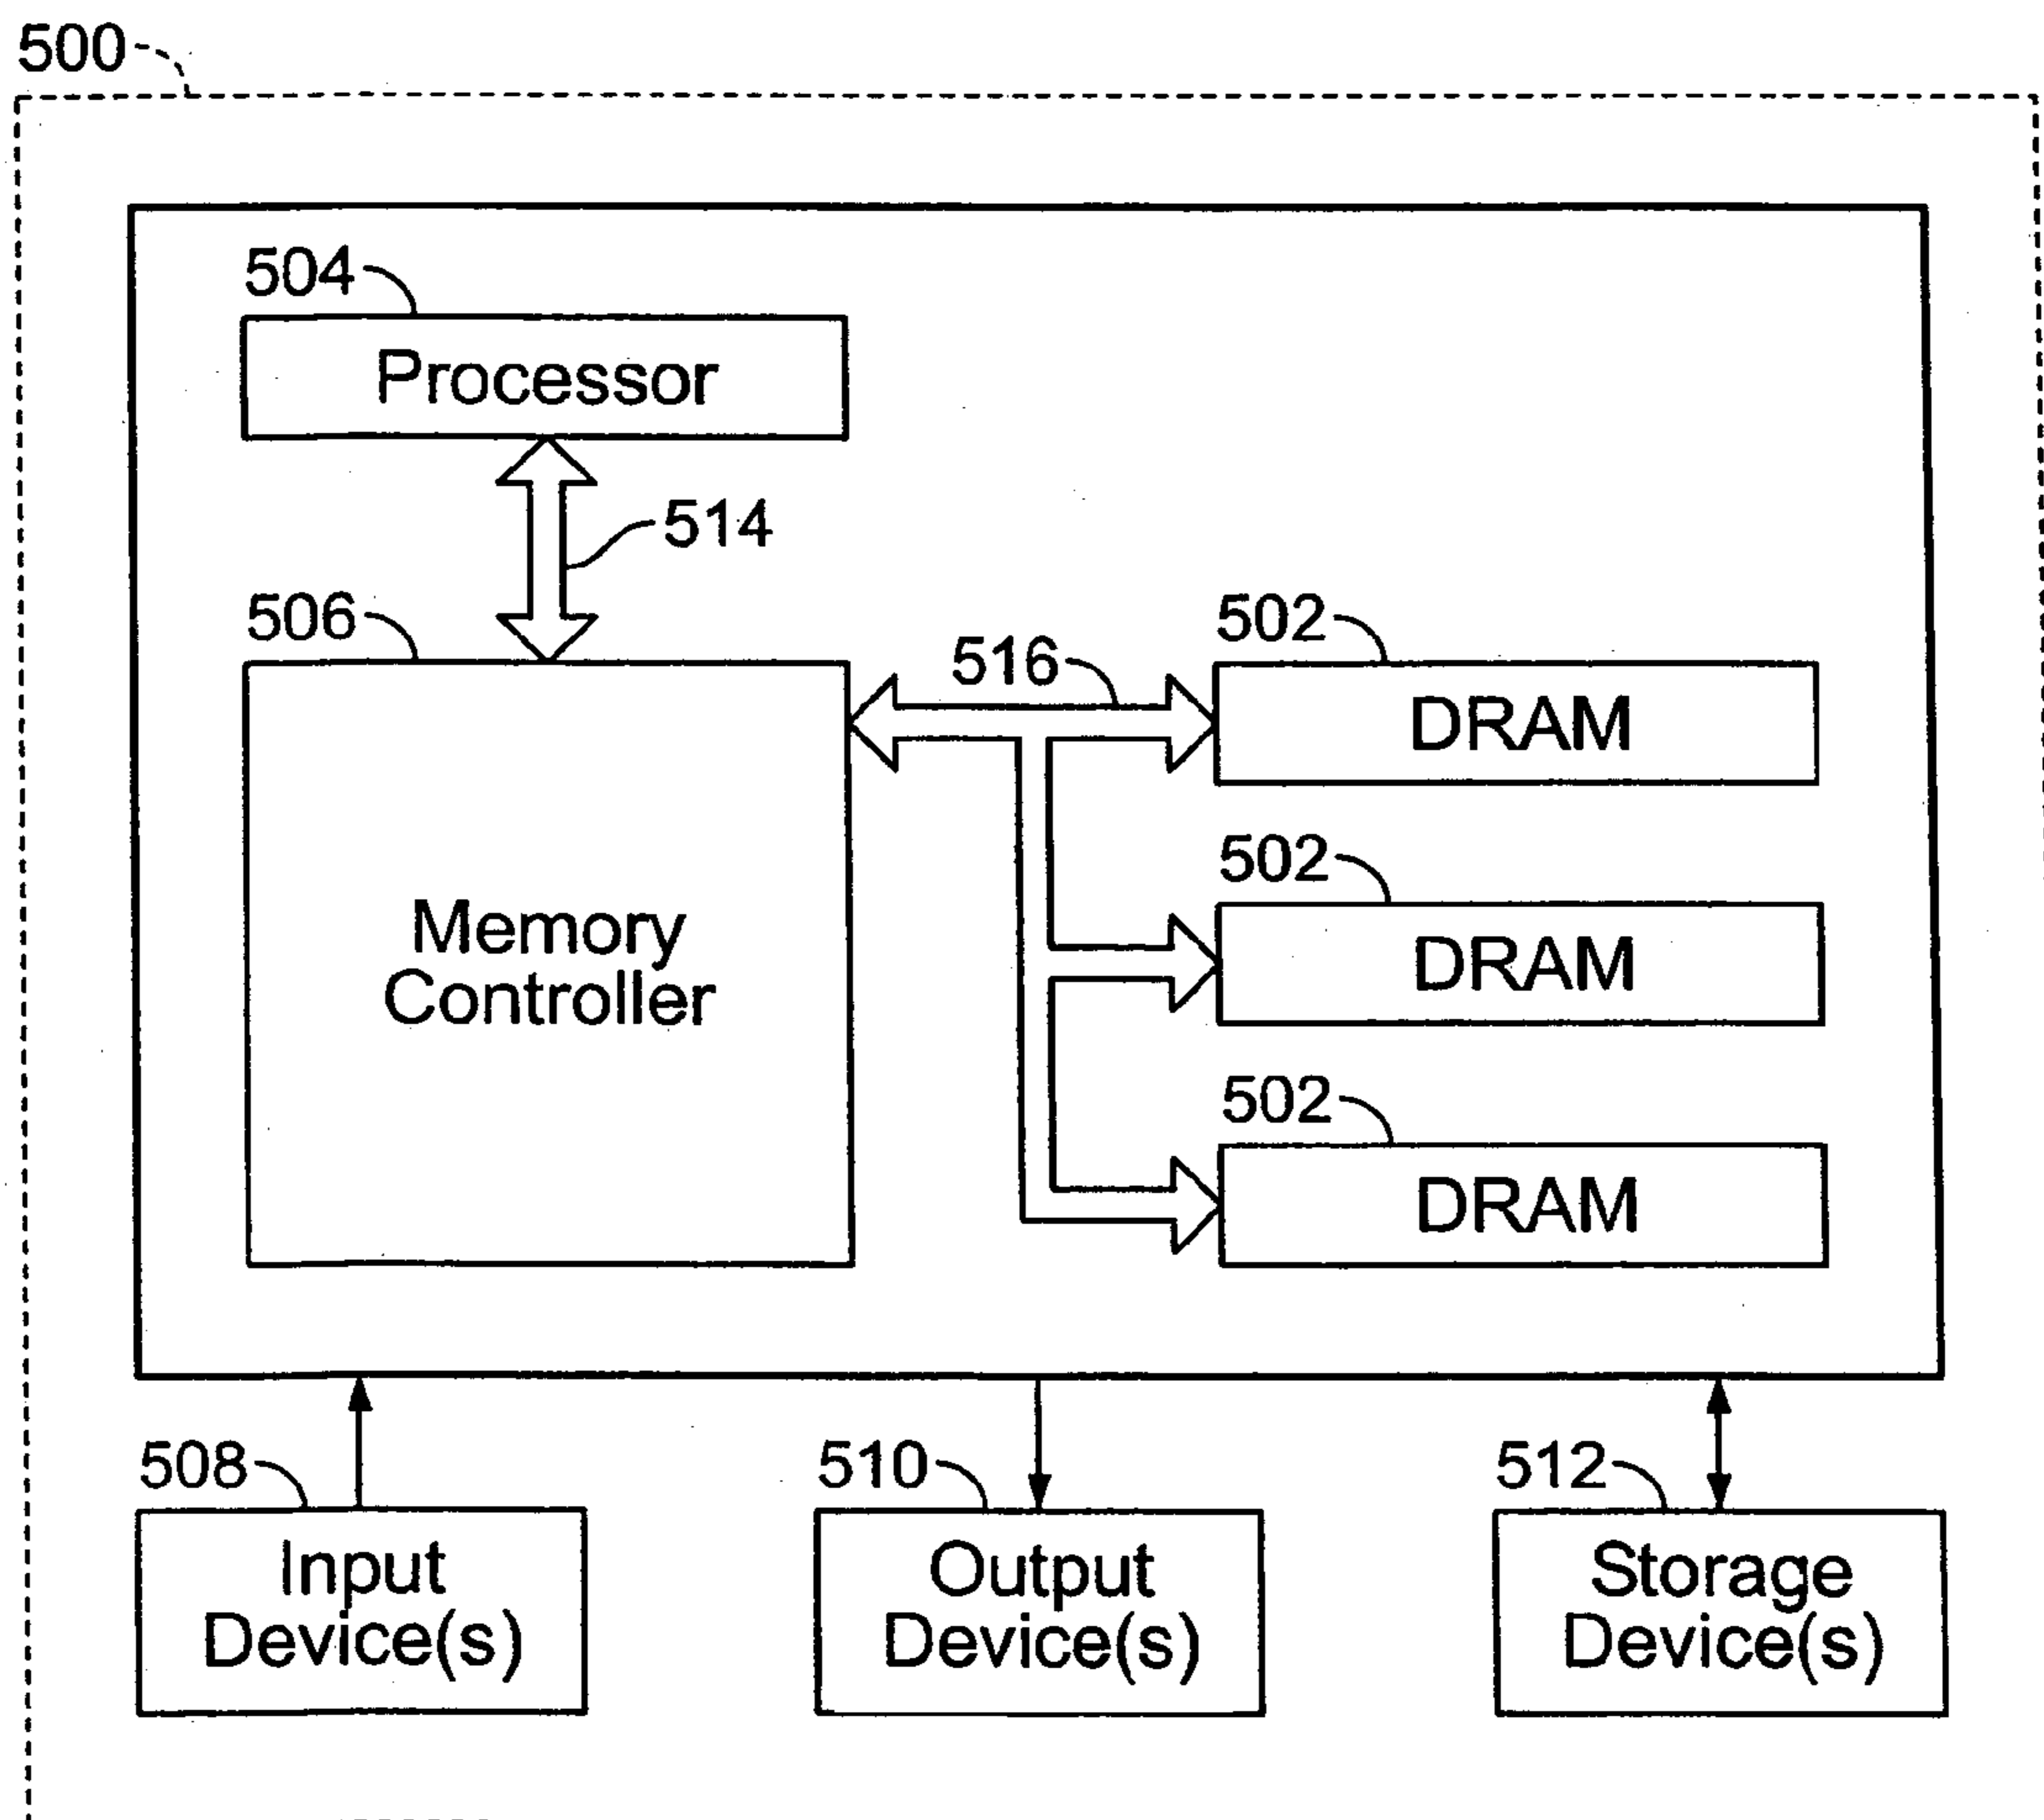 500
504
Processor
514
506
516
502
DRAM
Memory
Controller
502
DRAM
502
DRAM
508
Input
Device(s)
510
Output
Device(s)
512
Storage
Device(s)